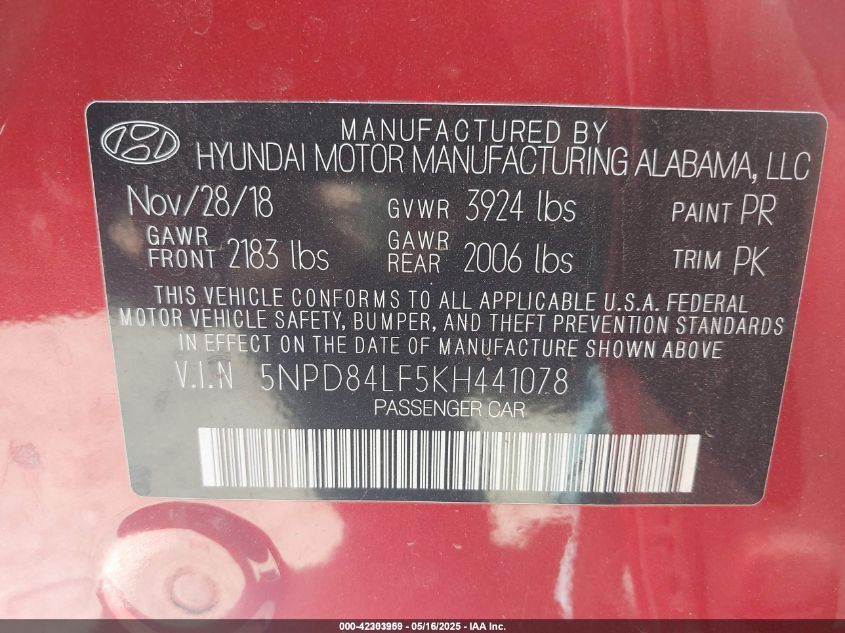 MANUFACTURED BY
HYUNDAI MOTOR MANUFACTURING ALABAMA, LLC
Nov/28/18 GVWR 3924 lbs PAINT PR
GAWR FRONT 2183 lbs GAWR REAR 2006 lbs TRIM PK
THIS VEHICLE CONFORMS TO ALL APPLICABLE U.S.A. FEDERAL
MOTOR VEHICLE SAFETY, BUMPER, AND THEFT PREVENTION STANDARDS
IN EFFECT ON THE DATE OF MANUFACTURE SHOWN ABOVE
V.I.N 5NPD84LF5KH441078
PASSENGER CAR
000-42303959 - 05/16/2025 - IAA Inc.